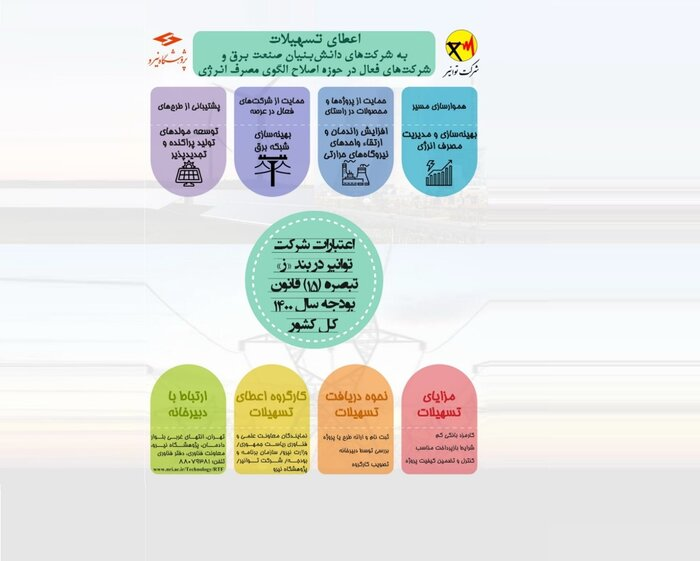 اعطای تسهیلات
به شرکت‌های دانش‌بنیان صنعت برق و
شرکت‌های فعال در حوزه اصلاح الگوی مصرف انرژی
شرکت توانیر
پژوهشگاه نیرو
هموارسازی مسیر
بهینه‌سازی و مدیریت
مصرف انرژی
حمایت از پروژه‌ها و
محصولات در راستای
افزایش راندمان و
ارتقاء واحدهای
نیروگاه‌های حرارتی
حمایت از شرکت‌های
فعال در عرصه
بهینه‌سازی
شبکه برق
پشتیبانی از طرح‌های
توسعه مولدهای
تولید پراکنده و
تجدیدپذیر
اعتبارات شرکت
توانیر در بند «ز»
تبصره (۱۵) قانون
بودجه سال ۱۴۰۰
کل کشور
مزایای
تسهیلات
کارمزد بانکی کم
شرایط بازپرداخت مناسب
کنترل و تضمین کیفیت پروژه
نحوه دریافت
تسهیلات
ثبت نام و ارائه طرح یا پروژه
بررسی توسط دبیرخانه
تصویب کارگروه
کارگروه اعطای
تسهیلات
نمایندگان معاونت علمی و
فناوری ریاست جمهوری/
وزارت نیرو/ سازمان برنامه و
بودجه/ شرکت توانیر/
پژوهشگاه نیرو
ارتباط با
دبیرخانه
تهران، انتهای غربی بلوار
دادمان، پژوهشگاه نیرو،
معاونت فناوری، دفتر فناوری
تلفن: ۸۸۰۷۹۴۸۱
www.nri.ac.ir/Technology/RTF